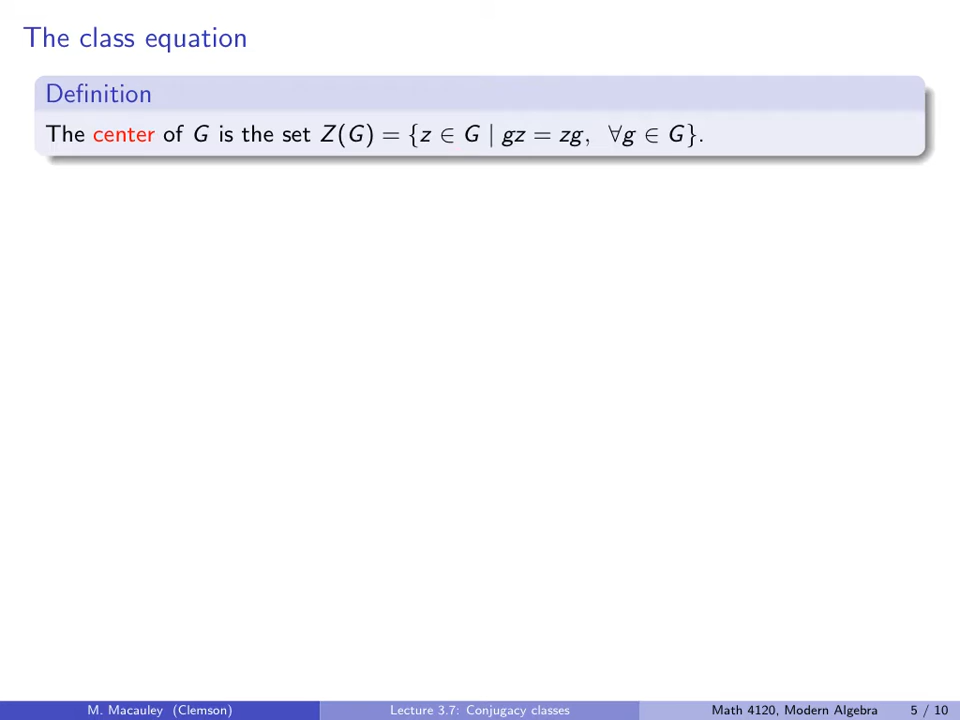 The class equation
Definition
The center of G is the set Z(G) = {z ∈ G | gz = zg, ∀g ∈ G}.
M. Macauley (Clemson) Lecture 3.7: Conjugacy classes Math 4120, Modern Algebra 5 / 10